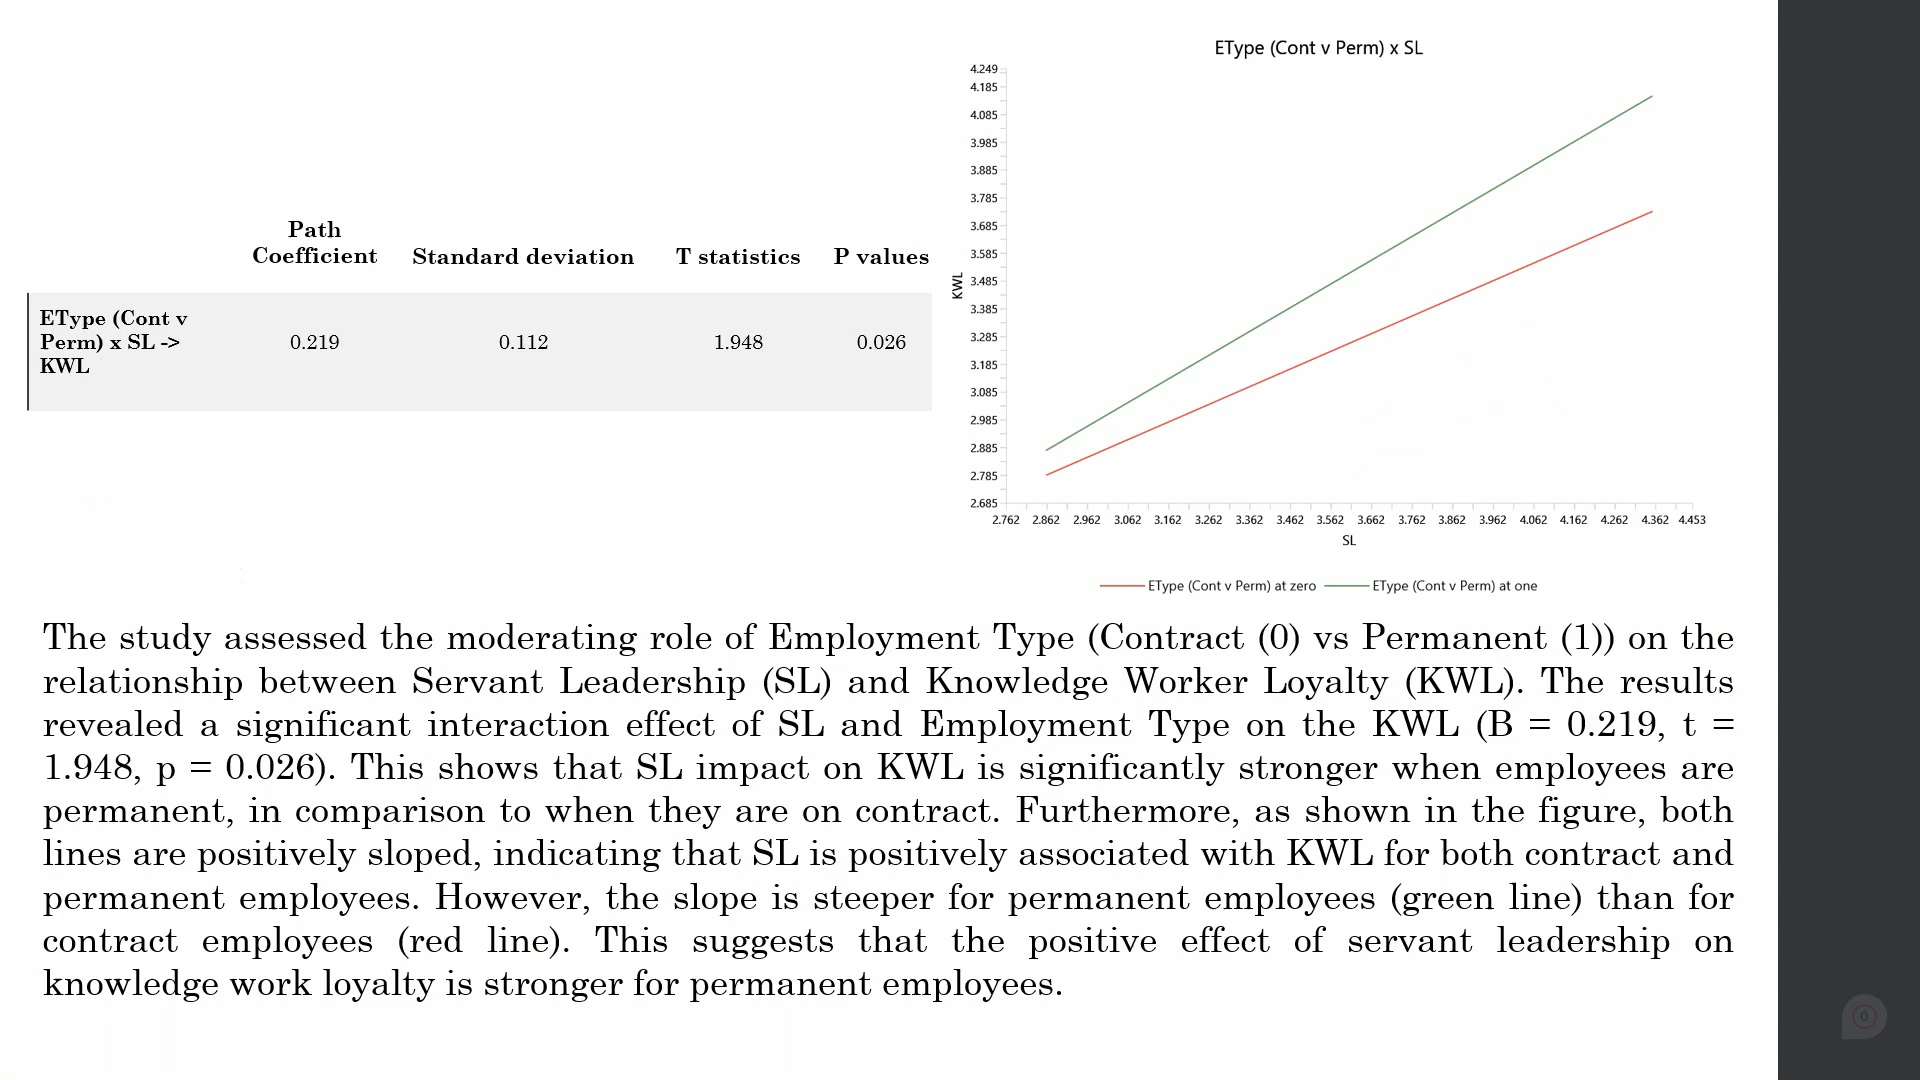 Path
Coefficient
Standard deviation
T statistics
P values
EType (Cont v
Perm) x SL ->
KWL
0.219
0.112
1.948
0.026
EType (Cont v Perm) x SL
4.249
4.185
4.085
3.985
3.885
3.785
3.685
3.585
3.485
3.385
3.285
3.185
3.085
2.985
2.885
2.785
2.685
KWL
2.762 2.862 2.962 3.062 3.162 3.262 3.362 3.462 3.562 3.662 3.762 3.862 3.962 4.062 4.162 4.262 4.362 4.453
SL
EType (Cont v Perm) at zero EType (Cont v Perm) at one
The study assessed the moderating role of Employment Type (Contract (0) vs Permanent (1)) on the
relationship between Servant Leadership (SL) and Knowledge Worker Loyalty (KWL). The results
revealed a significant interaction effect of SL and Employment Type on the KWL (B = 0.219, t =
1.948, p = 0.026). This shows that SL impact on KWL is significantly stronger when employees are
permanent, in comparison to when they are on contract. Furthermore, as shown in the figure, both
lines are positively sloped, indicating that SL is positively associated with KWL for both contract and
permanent employees. However, the slope is steeper for permanent employees (green line) than for
contract employees (red line). This suggests that the positive effect of servant leadership on
knowledge work loyalty is stronger for permanent employees.
0